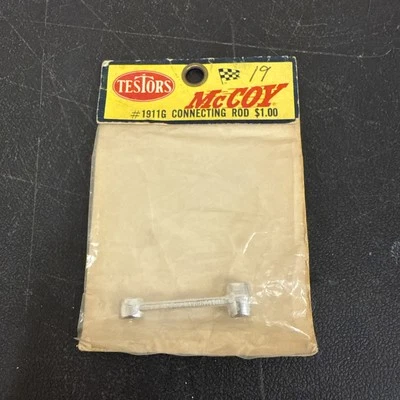 TESTORS
19
McCOY
#1911G CONNECTING ROD $1.00